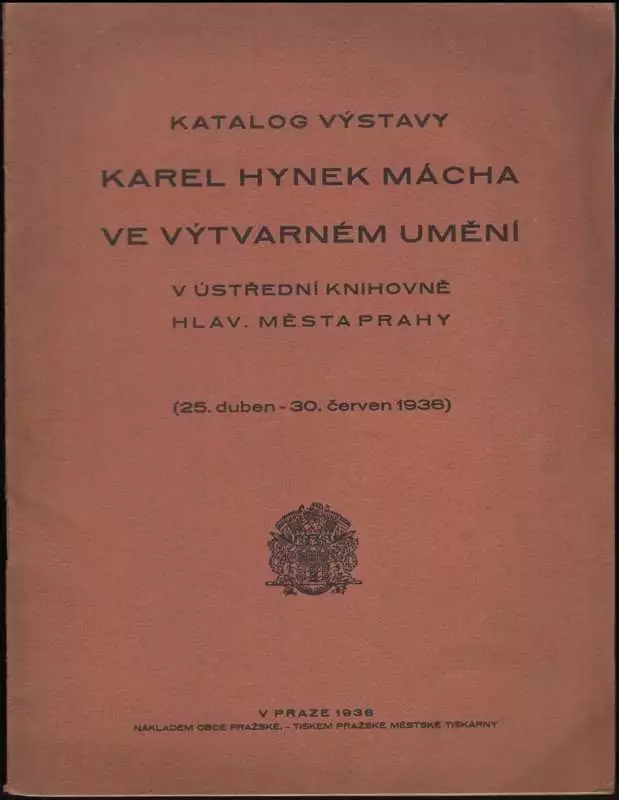 KATALOG VÝSTAVY
KAREL HYNEK MÁCHA
VE VÝTVARNÉM UMĚNÍ
V ÚSTŘEDNÍ KNIHOVNĚ
HLAV. MĚSTA PRAHY
(25. duben - 30. červen 1936)
V PRAZE 1936
NÁKLADEM OBCE PRAŽSKÉ. - TISKEM PRAŽSKÉ MĚSTSKÉ TISKÁRNY